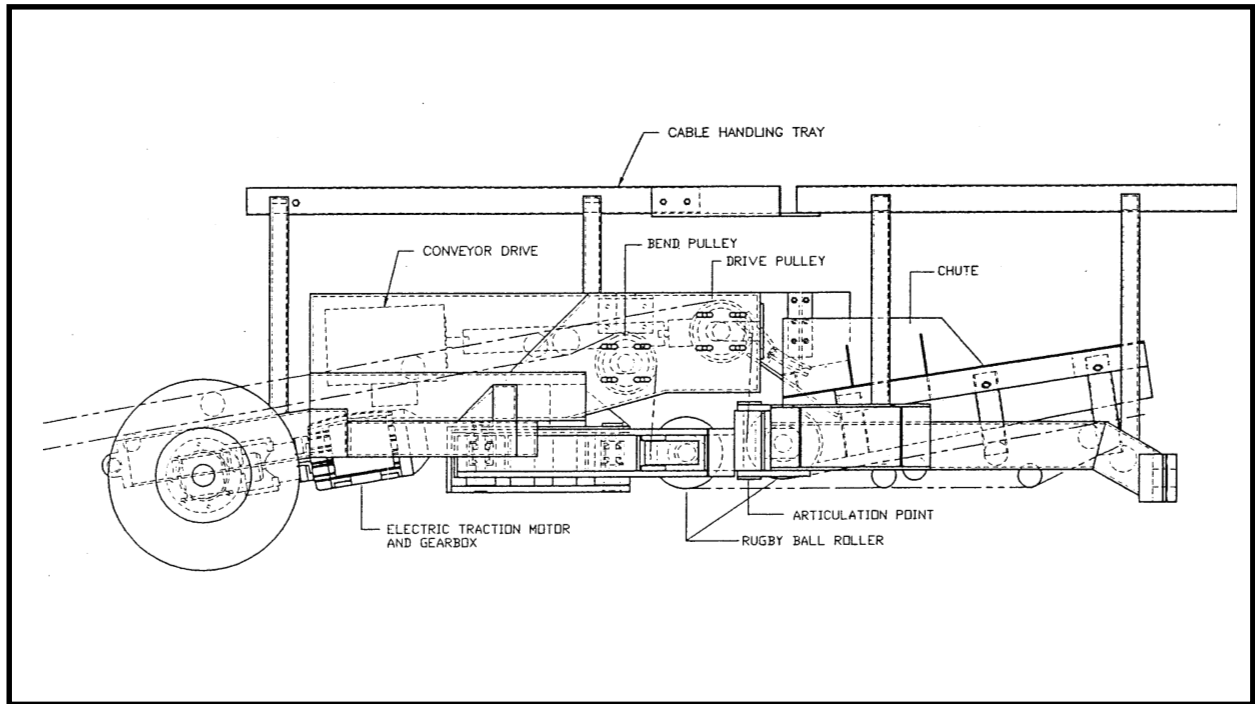 CABLE HANDLING TRAY
BEND PULLEY
CONVEYOR DRIVE
DRIVE PULLEY
CHUTE
ARTICULATION POINT
ELECTRIC TRACTION MOTOR
AND GEARBOX
RUGBY BALL ROLLER